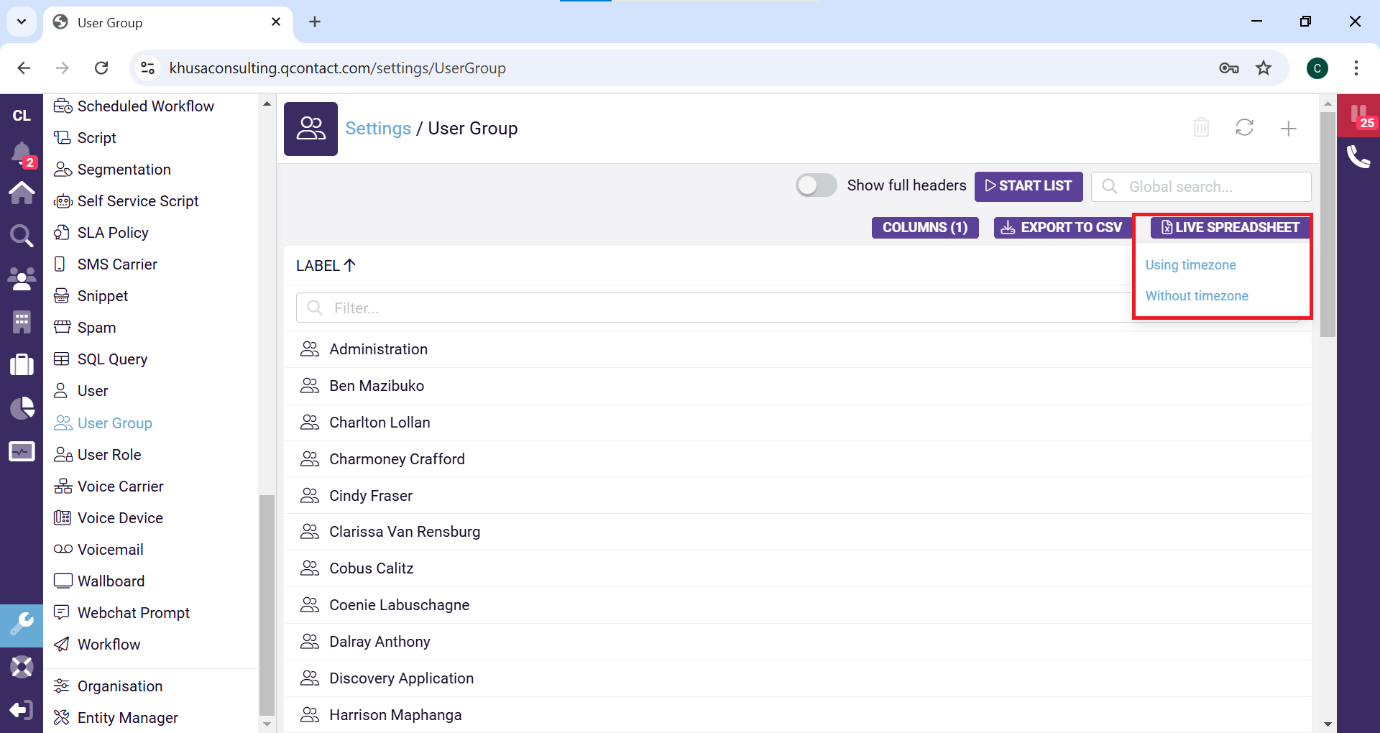 User Group
khusaconsulting.qcontact.com/settings/UserGroup
C
CL
2
Scheduled Workflow
Script
Segmentation
Self Service Script
SLA Policy
SMS Carrier
Snippet
Spam
SQL Query
User
User Group
User Role
Voice Carrier
Voice Device
Voicemail
Wallboard
Webchat Prompt
Workflow
Organisation
Entity Manager
Settings / User Group
25
Show full headers
START LIST
Global search...
COLUMNS (1)
EXPORT TO CSV
LIVE SPREADSHEET
Using timezone
Without timezone
LABEL
Filter...
Administration
Ben Mazibuko
Charlton Lollan
Charmoney Crafford
Cindy Fraser
Clarissa Van Rensburg
Cobus Calitz
Coenie Labuschagne
Dalray Anthony
Discovery Application
Harrison Maphanga